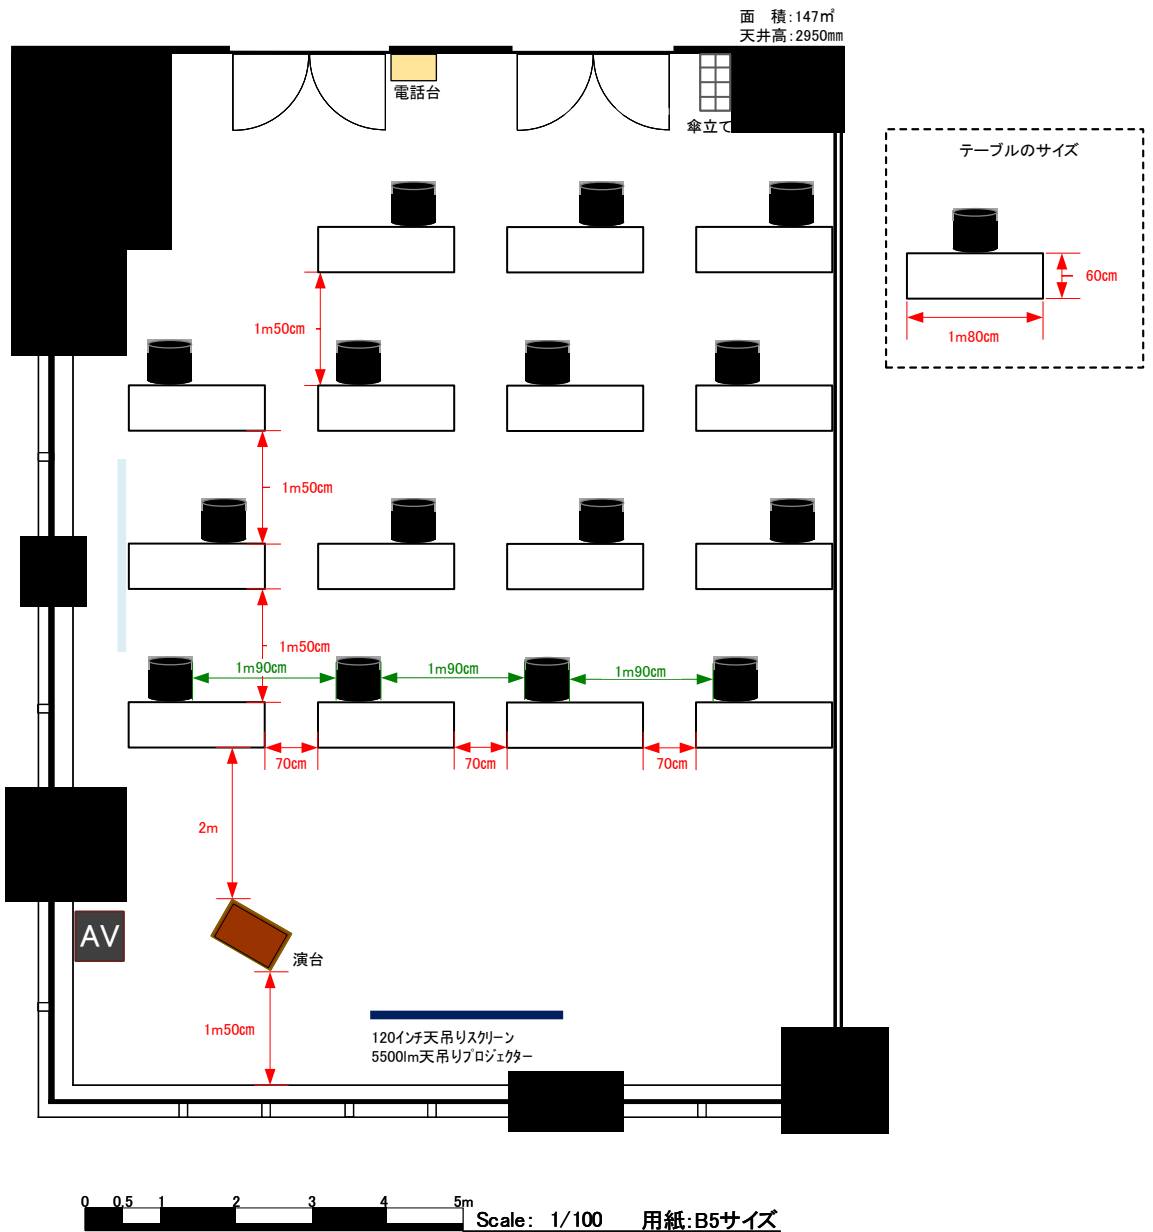 面　積:147㎡
天井高:2950mm
電話台
傘立て
テーブルのサイズ
60cm
1m80cm
1m50cm
1m50cm
1m50cm
1m90cm
1m90cm
1m90cm
70cm
70cm
70cm
2m
AV
演台
1m50cm
120インチ天吊りスクリーン
5500lm天吊りプロジェクター
0 0.5 1 2 3 4 5m
Scale: 1/100 用紙:B5サイズ